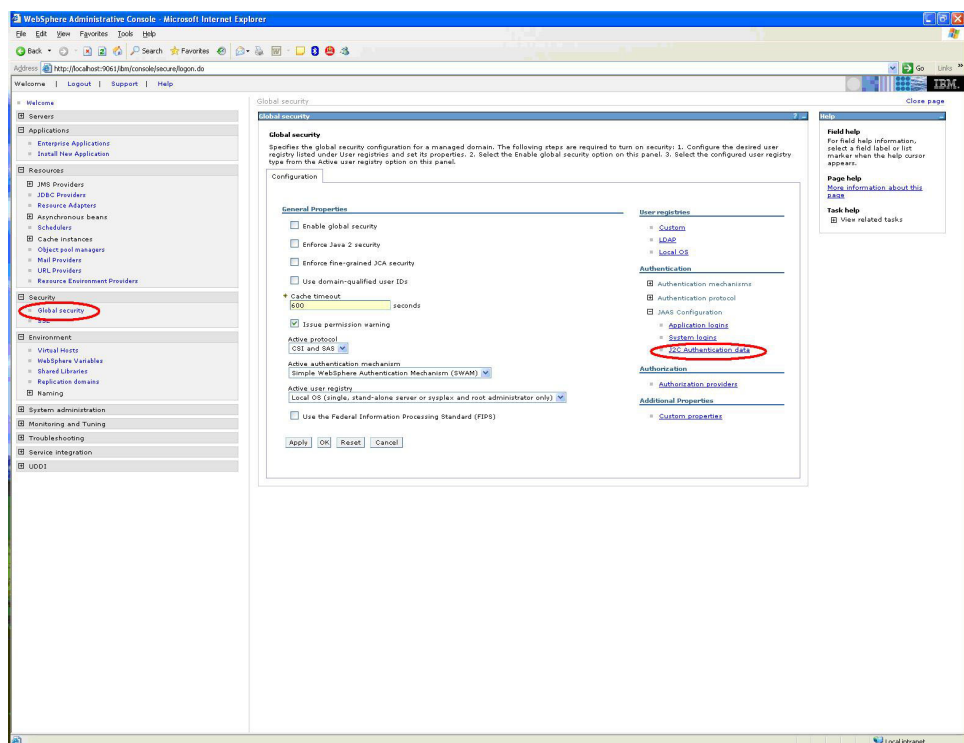 WebSphere Administrative Console - Microsoft Internet Explorer
File Edit View Favorites Tools Help
Back Search Favorites
Address http://localhost:9061/ibm/console/secure/logon.do Go Links »
Welcome | Logout | Support | Help IBM.
Welcome
Servers
Applications
Enterprise Applications
Install New Application
Resources
JMS Providers
JDBC Providers
Resource Adapters
Asynchronous beans
Schedulers
Cache instances
Object pool managers
Mail Providers
URL Providers
Resource Environment Providers
Security
Global security
SSL
Environment
Virtual Hosts
WebSphere Variables
Shared Libraries
Replication domains
Naming
System administration
Monitoring and Tuning
Troubleshooting
Service integration
UDDI
Global security Close page
Global security ? _
Global security
Specifies the global security configuration for a managed domain. The following steps are required to turn on security: 1. Configure the desired user
registry listed under User registries and set its properties. 2. Select the Enable global security option on this panel. 3. Select the configured user registry
type from the Active user registry option on this panel.
Configuration
General Properties
Enable global security
Enforce Java 2 security
Enforce fine-grained JCA security
Use domain-qualified user IDs
* Cache timeout
600 seconds
Issue permission warning
Active protocol
CSI and SAS
Active authentication mechanism
Simple WebSphere Authentication Mechanism (SWAM)
Active user registry
Local OS (single, stand-alone server or sysplex and root administrator only)
Use the Federal Information Processing Standard (FIPS)
Apply OK Reset Cancel
User registries
Custom
LDAP
Local OS
Authentication
Authentication mechanisms
Authentication protocol
JAAS Configuration
Application logins
System logins
J2C Authentication data
Authorization
Authorization providers
Additional Properties
Custom properties
Help _
Field help
For field help information,
select a field label or list
marker when the help cursor
appears.
Page help
More information about this
page
Task help
View related tasks
Local intranet